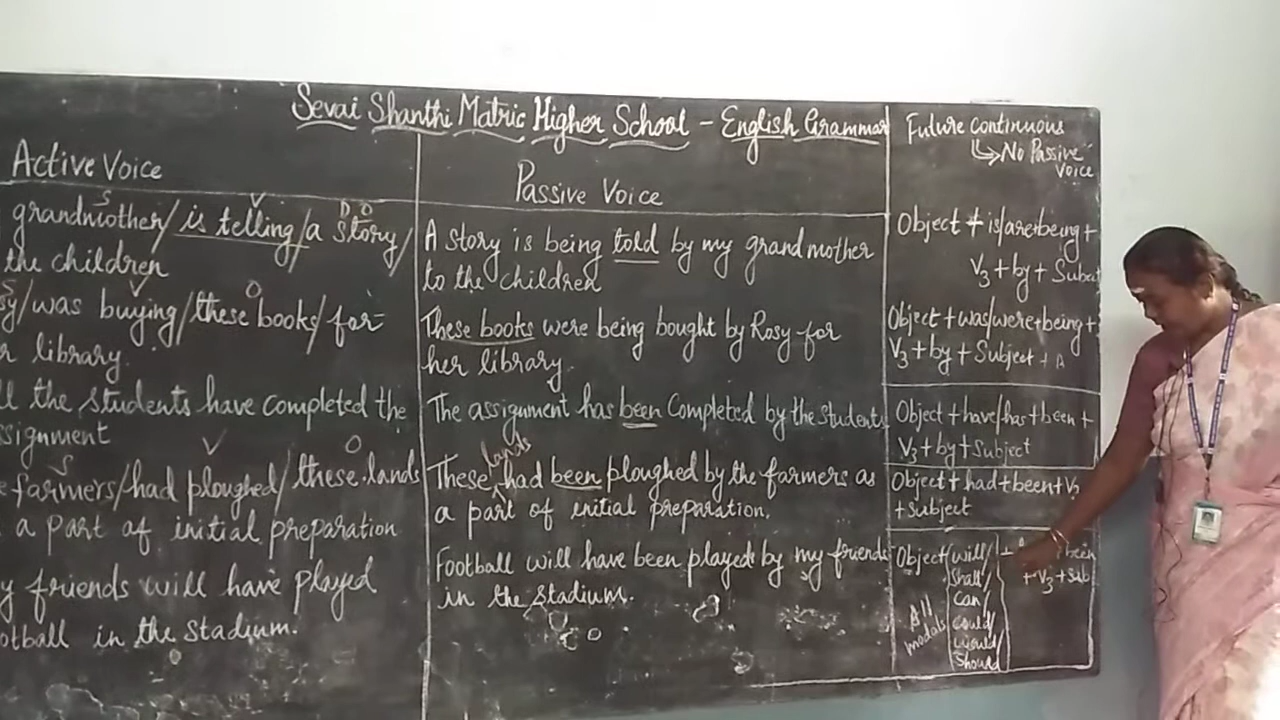 Sevai Shanthi Matric Higher School - English Grammar
Active Voice
S V D O
grandmother/ is telling/a story/
the children
S V O
/was buying/these books/for
library.
the students have completed the
V O
S
farmers/had ploughed/these lands
a part of initial preparation
friends will have played
in the stadium.
Passive Voice
A story is being told by my grandmother
to the children
These books were being bought by Rosy for
her library.
The assignment has been Completed by the students
lands
These had been ploughed by the farmers as
a part of initial preparation.
Football will have been played by my friends
in the stadium.
Future continuous
No Passive
Voice
Object + is/are+being +
V3 + by + Subject
Object + was/were+being +
V3 + by + Subject + A
Object + have/has + been +
V3 + by + Subject
Object + had + been + V3
+ Subject
Object/will/ + been
shall/ + V3 + Sub
can/
All could/
modals would/
should